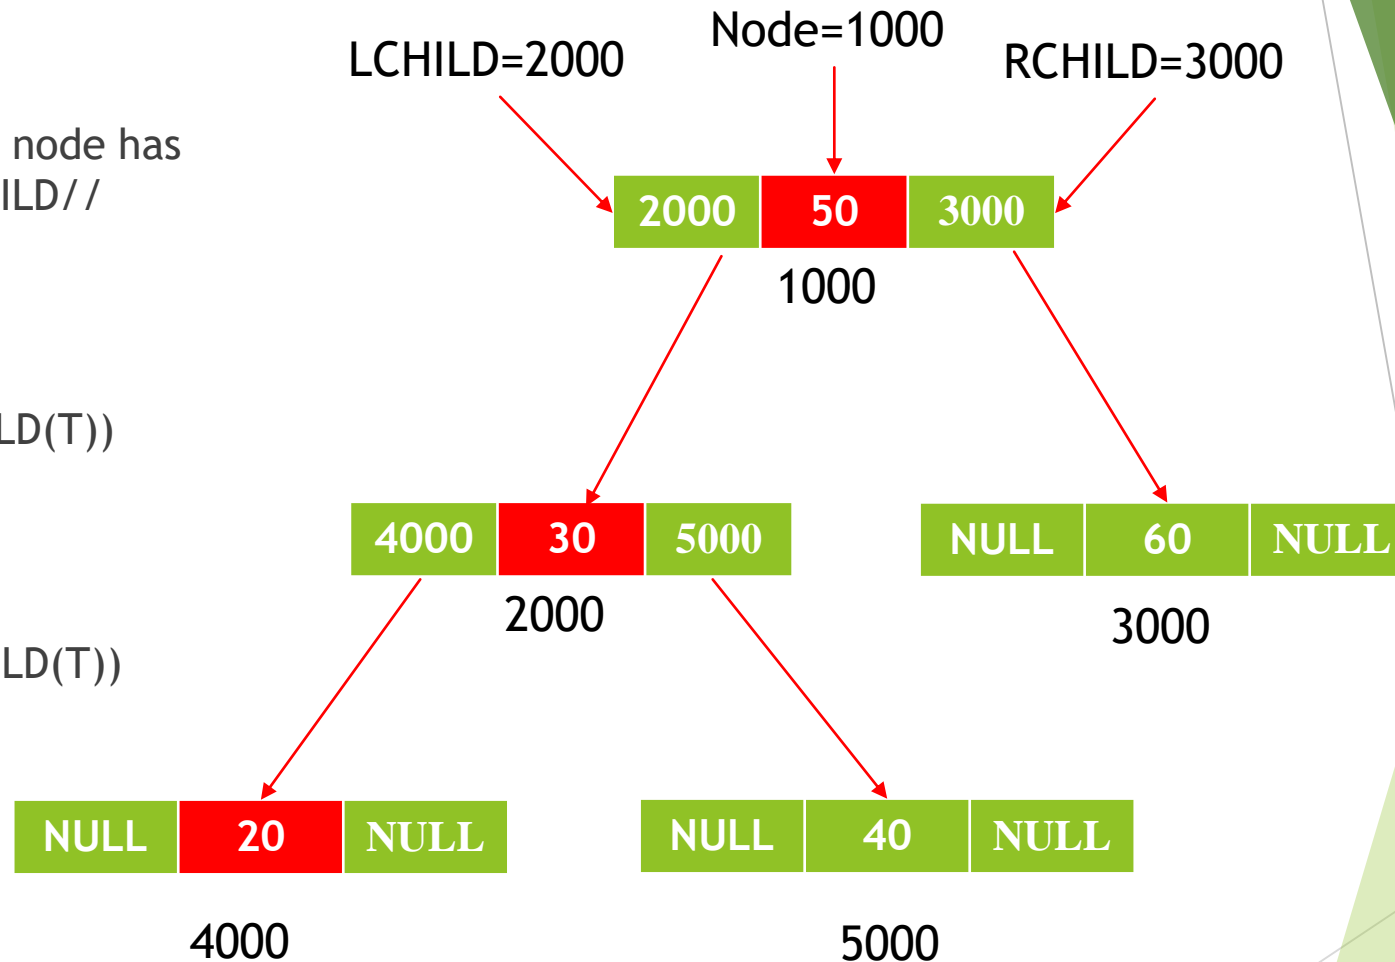 LCHILD=2000
Node=1000
RCHILD=3000
node has
ILD//
2000 50 3000
1000
LD(T))
4000 30 5000
NULL 60 NULL
2000
3000
LD(T))
NULL 20 NULL
NULL 40 NULL
4000
5000